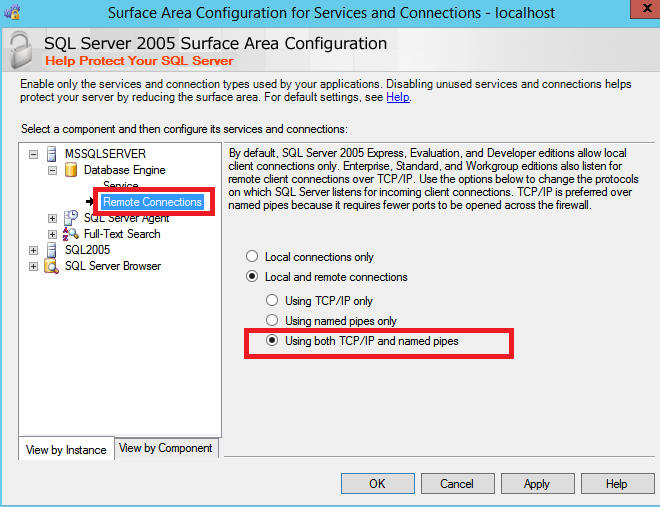 Surface Area Configuration for Services and Connections - localhost
x
SQL Server 2005 Surface Area Configuration
Help Protect Your SQL Server
Enable only the services and connection types used by your applications. Disabling unused services and connections helps
protect your server by reducing the surface area. For default settings, see Help.
Select a component and then configure its services and connections:
MSSQLSERVER
Database Engine
Service
Remote Connections
SQL Server Agent
Full-Text Search
SQL2005
SQL Server Browser
By default, SQL Server 2005 Express, Evaluation, and Developer editions allow local
client connections only. Enterprise, Standard, and Workgroup editions also listen for
remote client connections over TCP/IP. Use the options below to change the protocols
on which SQL Server listens for incoming client connections. TCP/IP is preferred over
named pipes because it requires fewer ports to be opened across the firewall.
Local connections only
Local and remote connections
Using TCP/IP only
Using named pipes only
Using both TCP/IP and named pipes
View by Instance
View by Component
OK
Cancel
Apply
Help